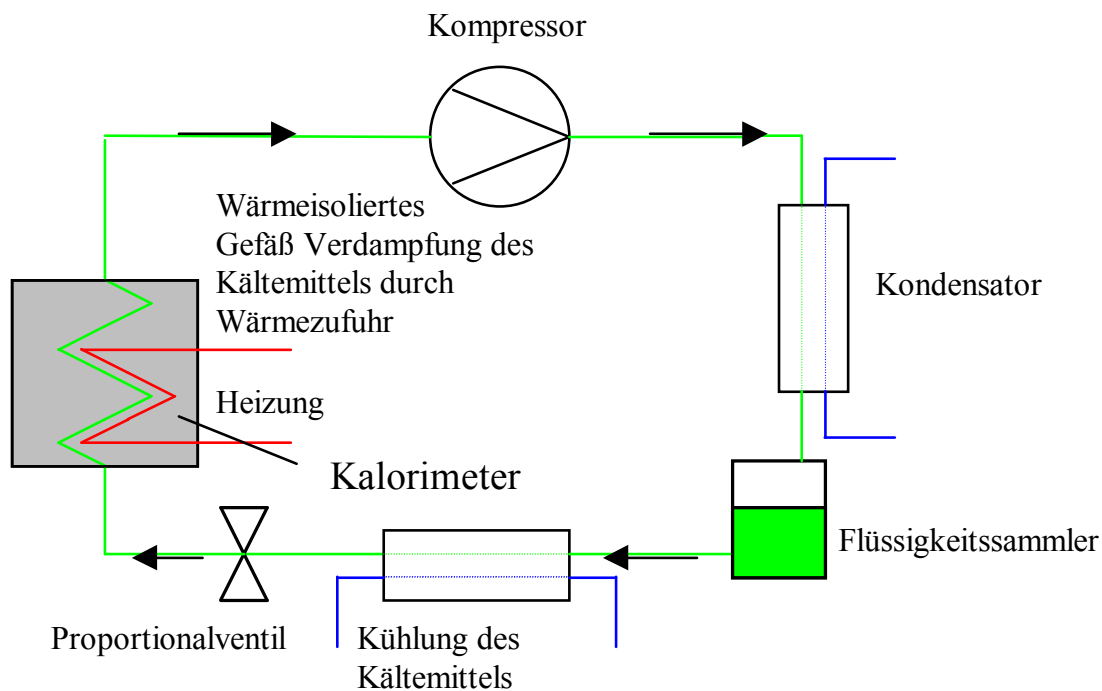 Kompressor
Wärmeisoliertes
Gefäß Verdampfung des
Kältemittels durch
Wärmezufuhr
Kondensator
Heizung
Kalorimeter
Flüssigkeitssammler
Proportionalventil
Kühlung des
Kältemittels